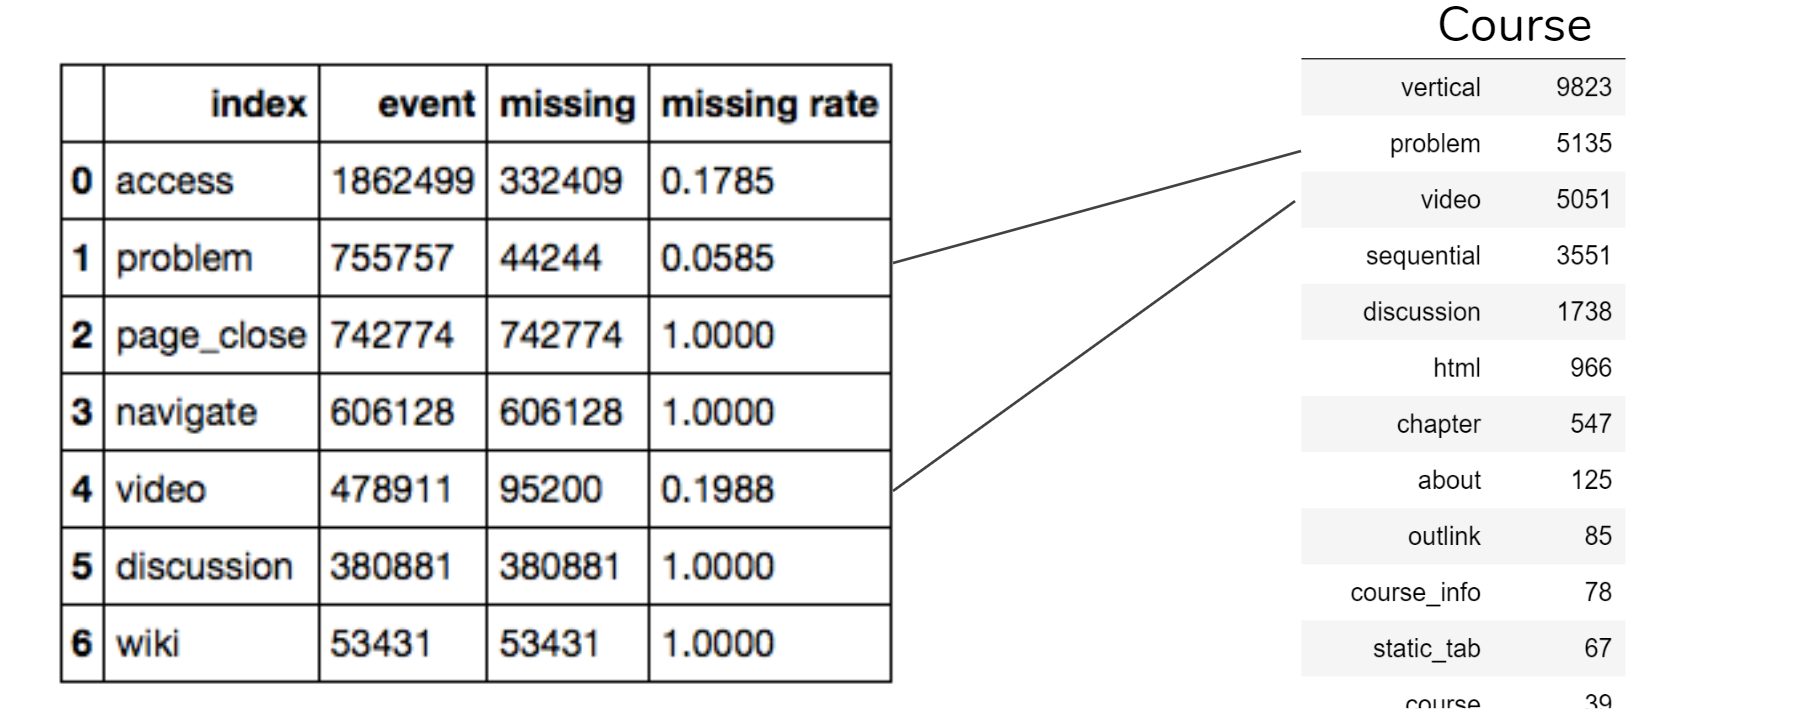 Course
index event missing missing rate
0 access 1862499 332409 0.1785
1 problem 755757 44244 0.0585
2 page_close 742774 742774 1.0000
3 navigate 606128 606128 1.0000
4 video 478911 95200 0.1988
5 discussion 380881 380881 1.0000
6 wiki 53431 53431 1.0000
vertical 9823
problem 5135
video 5051
sequential 3551
discussion 1738
html 966
chapter 547
about 125
outlink 85
course_info 78
static_tab 67
course 39